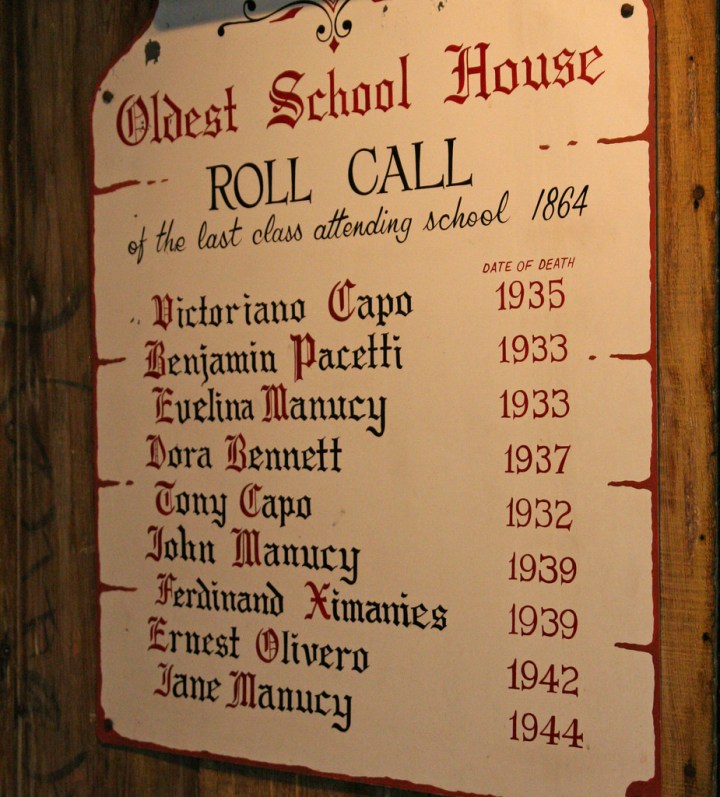 Oldest School House
ROLL CALL
of the last class attending school 1864
DATE OF DEATH
Victoriano Capo 1935
Benjamin Pacetti 1933
Evelina Manucy 1933
Dora Bennett 1937
Tony Capo 1932
John Manucy 1939
Ferdinand Ximanies 1939
Ernest Olivero 1942
Jane Manucy 1944